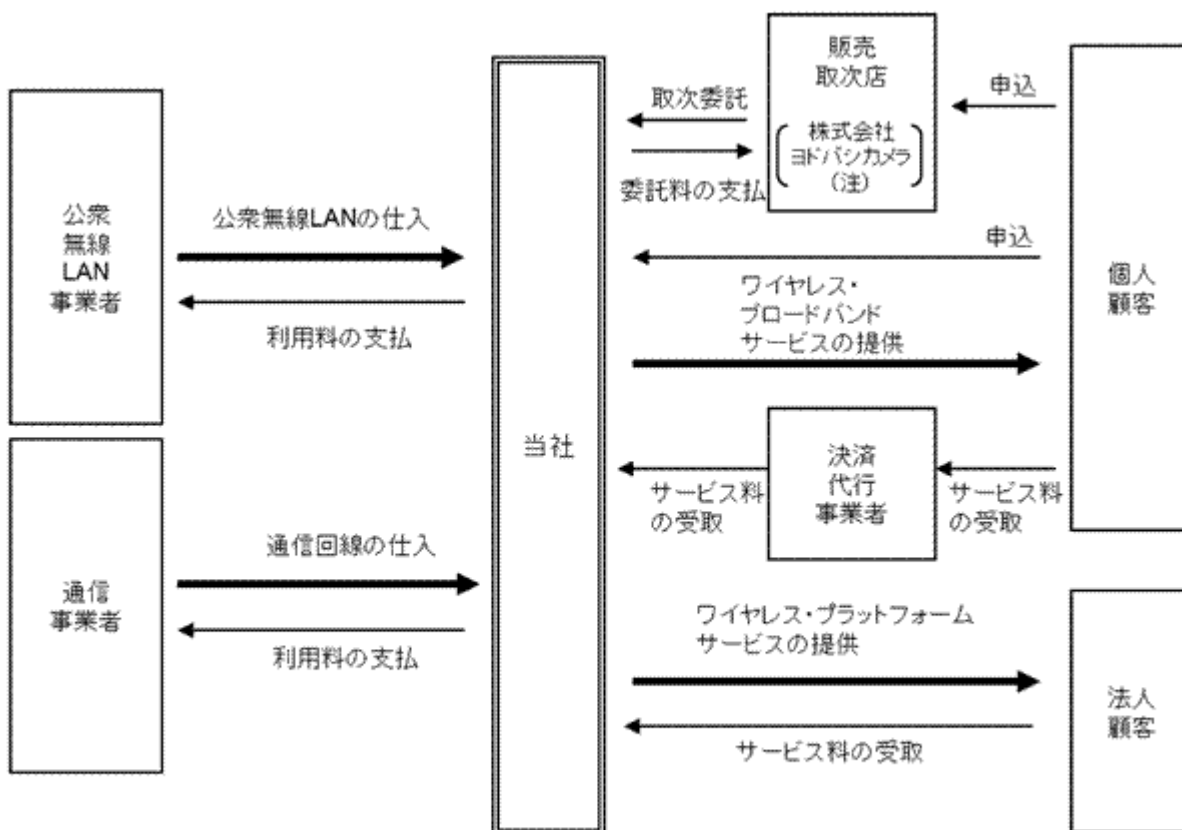 公衆
無線
LAN
事業者
公衆無線LANの仕入
利用料の支払
通信
事業者
通信回線の仕入
利用料の支払
当社
販売
取次店
株式会社
ヨドバシカメラ
(注)
取次委託
委託料の支払
申込
申込
ワイヤレス・
ブロードバンド
サービスの提供
個人
顧客
決済
代行
事業者
サービス料
の受取
サービス料
の受取
ワイヤレス・プラットフォーム
サービスの提供
サービス料の受取
法人
顧客